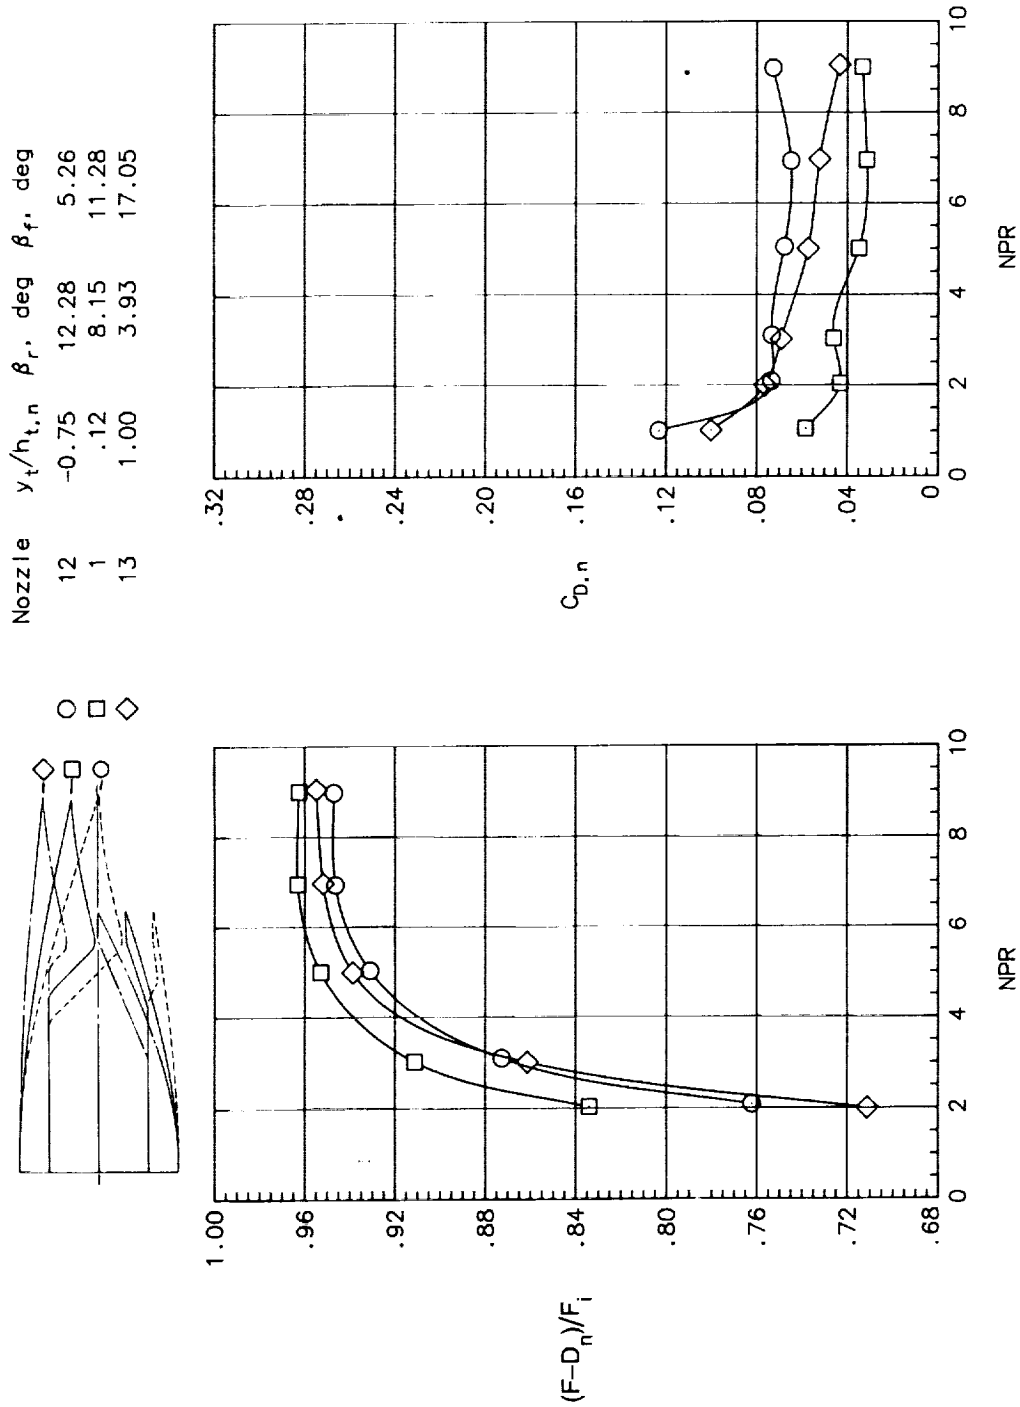 Nozzle y_t/h_{t,n} β_r, deg β_f, deg
12 -0.75 12.28 5.26
1 .12 8.15 11.28
13 1.00 3.93 17.05
(F-D_n)/F_i
1.00
.96
.92
.88
.84
.80
.76
.72
.68
0 2 4 6 8 10
NPR
C_{D,n}
.32
.28
.24
.20
.16
.12
.08
.04
0
0 2 4 6 8 10
NPR